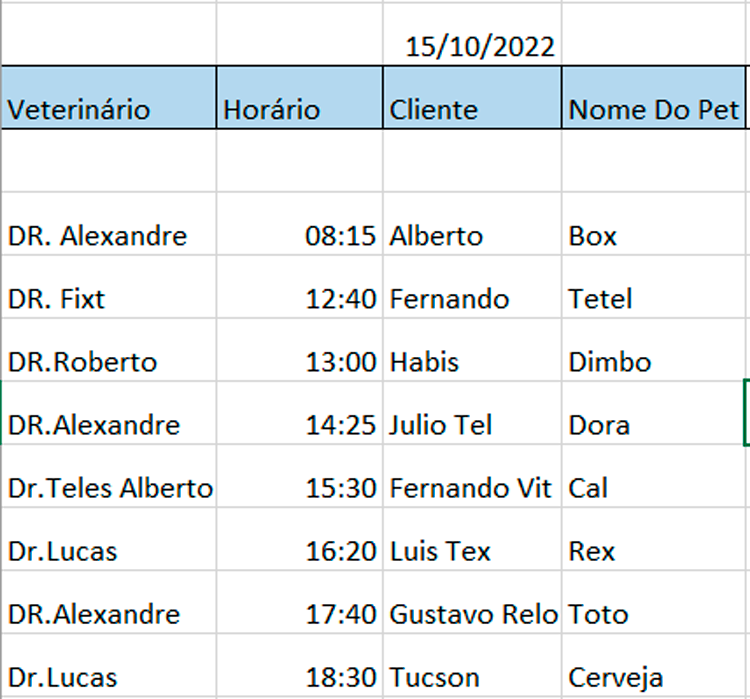 15/10/2022
Veterinário Horário Cliente Nome Do Pet
DR. Alexandre 08:15 Alberto Box
DR. Fixt 12:40 Fernando Tetel
DR.Roberto 13:00 Habis Dimbo
DR.Alexandre 14:25 Julio Tel Dora
Dr.Teles Alberto 15:30 Fernando Vit Cal
Dr.Lucas 16:20 Luis Tex Rex
DR.Alexandre 17:40 Gustavo Relo Toto
Dr.Lucas 18:30 Tucson Cerveja